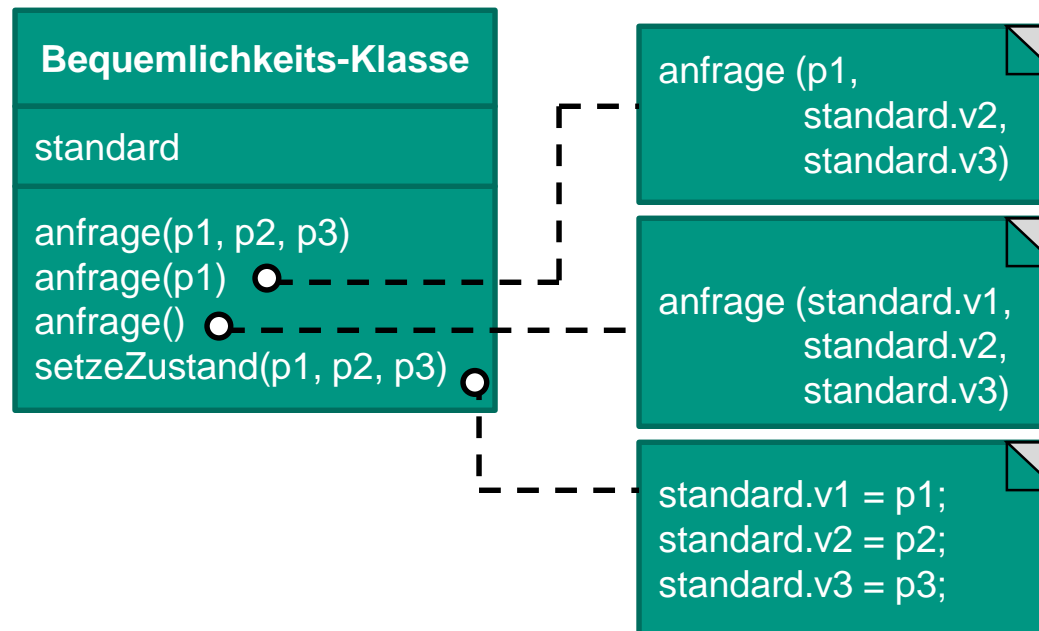 Bequemlichkeits-Klasse
standard
anfrage(p1, p2, p3)
anfrage(p1)
anfrage()
setzeZustand(p1, p2, p3)
anfrage (p1,
standard.v2,
standard.v3)
anfrage (standard.v1,
standard.v2,
standard.v3)
standard.v1 = p1;
standard.v2 = p2;
standard.v3 = p3;